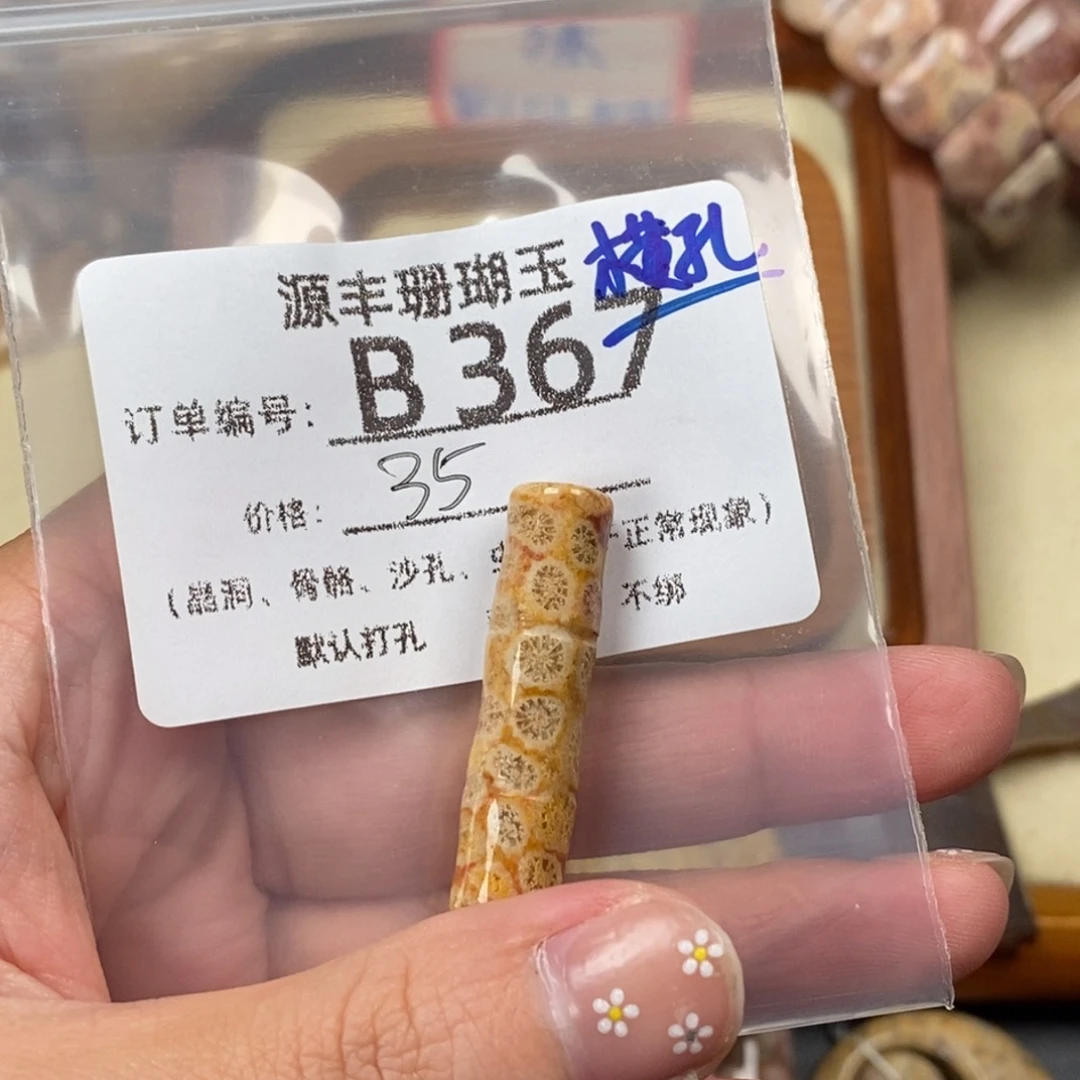 源丰珊瑚玉 横孔
订单编号: B 367
价格: 35
(晶洞、骨骼、沙孔、 正常现象)
默认打孔 不绑